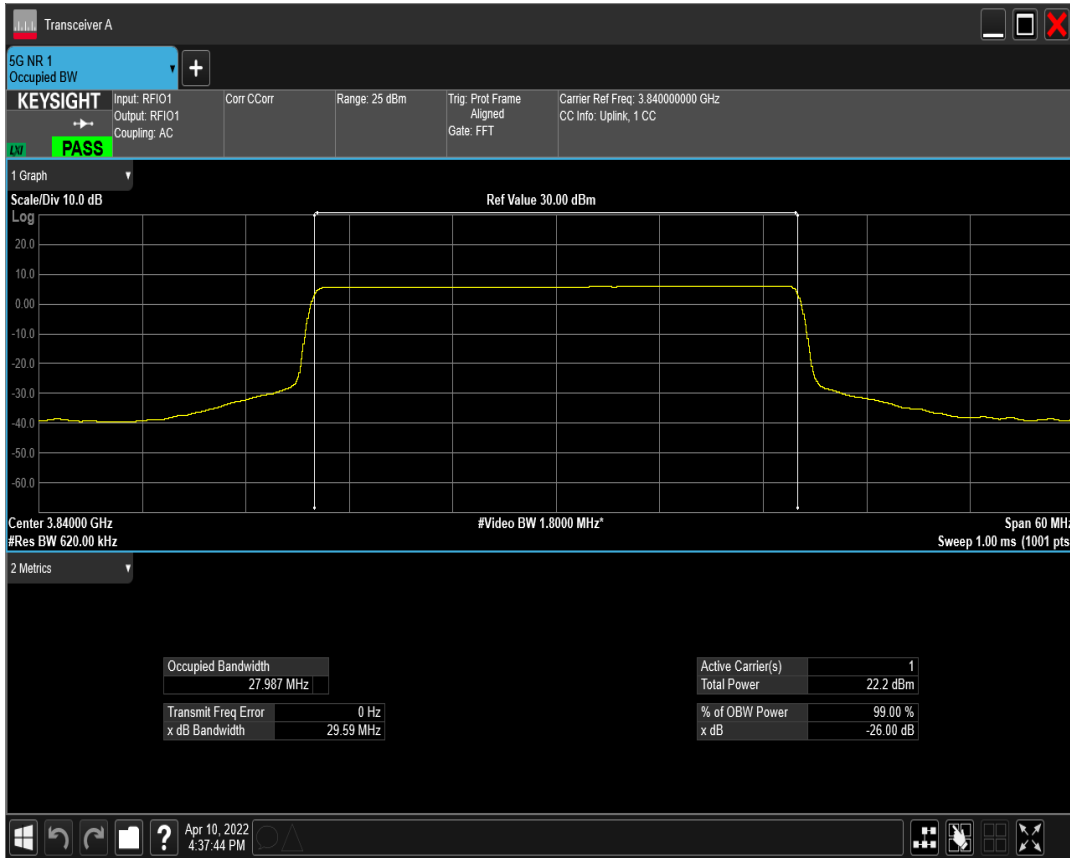 Transceiver A
5G NR 1
Occupied BW
+
KEYSIGHT
LXI
PASS
Input: RFIO1
Output: RFIO1
Coupling: AC
Corr CCorr
Range: 25 dBm
Trig: Prot Frame
Aligned
Gate: FFT
Carrier Ref Freq: 3.840000000 GHz
CC Info: Uplink, 1 CC
1 Graph
Scale/Div 10.0 dB
Ref Value 30.00 dBm
Log
20.0
10.0
0.00
-10.0
-20.0
-30.0
-40.0
-50.0
-60.0
Center 3.84000 GHz
#Video BW 1.8000 MHz*
Span 60 MHz
#Res BW 620.00 kHz
Sweep 1.00 ms (1001 pts
2 Metrics
Occupied Bandwidth
27.987 MHz
Transmit Freq Error 0 Hz
x dB Bandwidth 29.59 MHz
Active Carrier(s) 1
Total Power 22.2 dBm
% of OBW Power 99.00 %
x dB -26.00 dB
?
Apr 10, 2022
4:37:44 PM